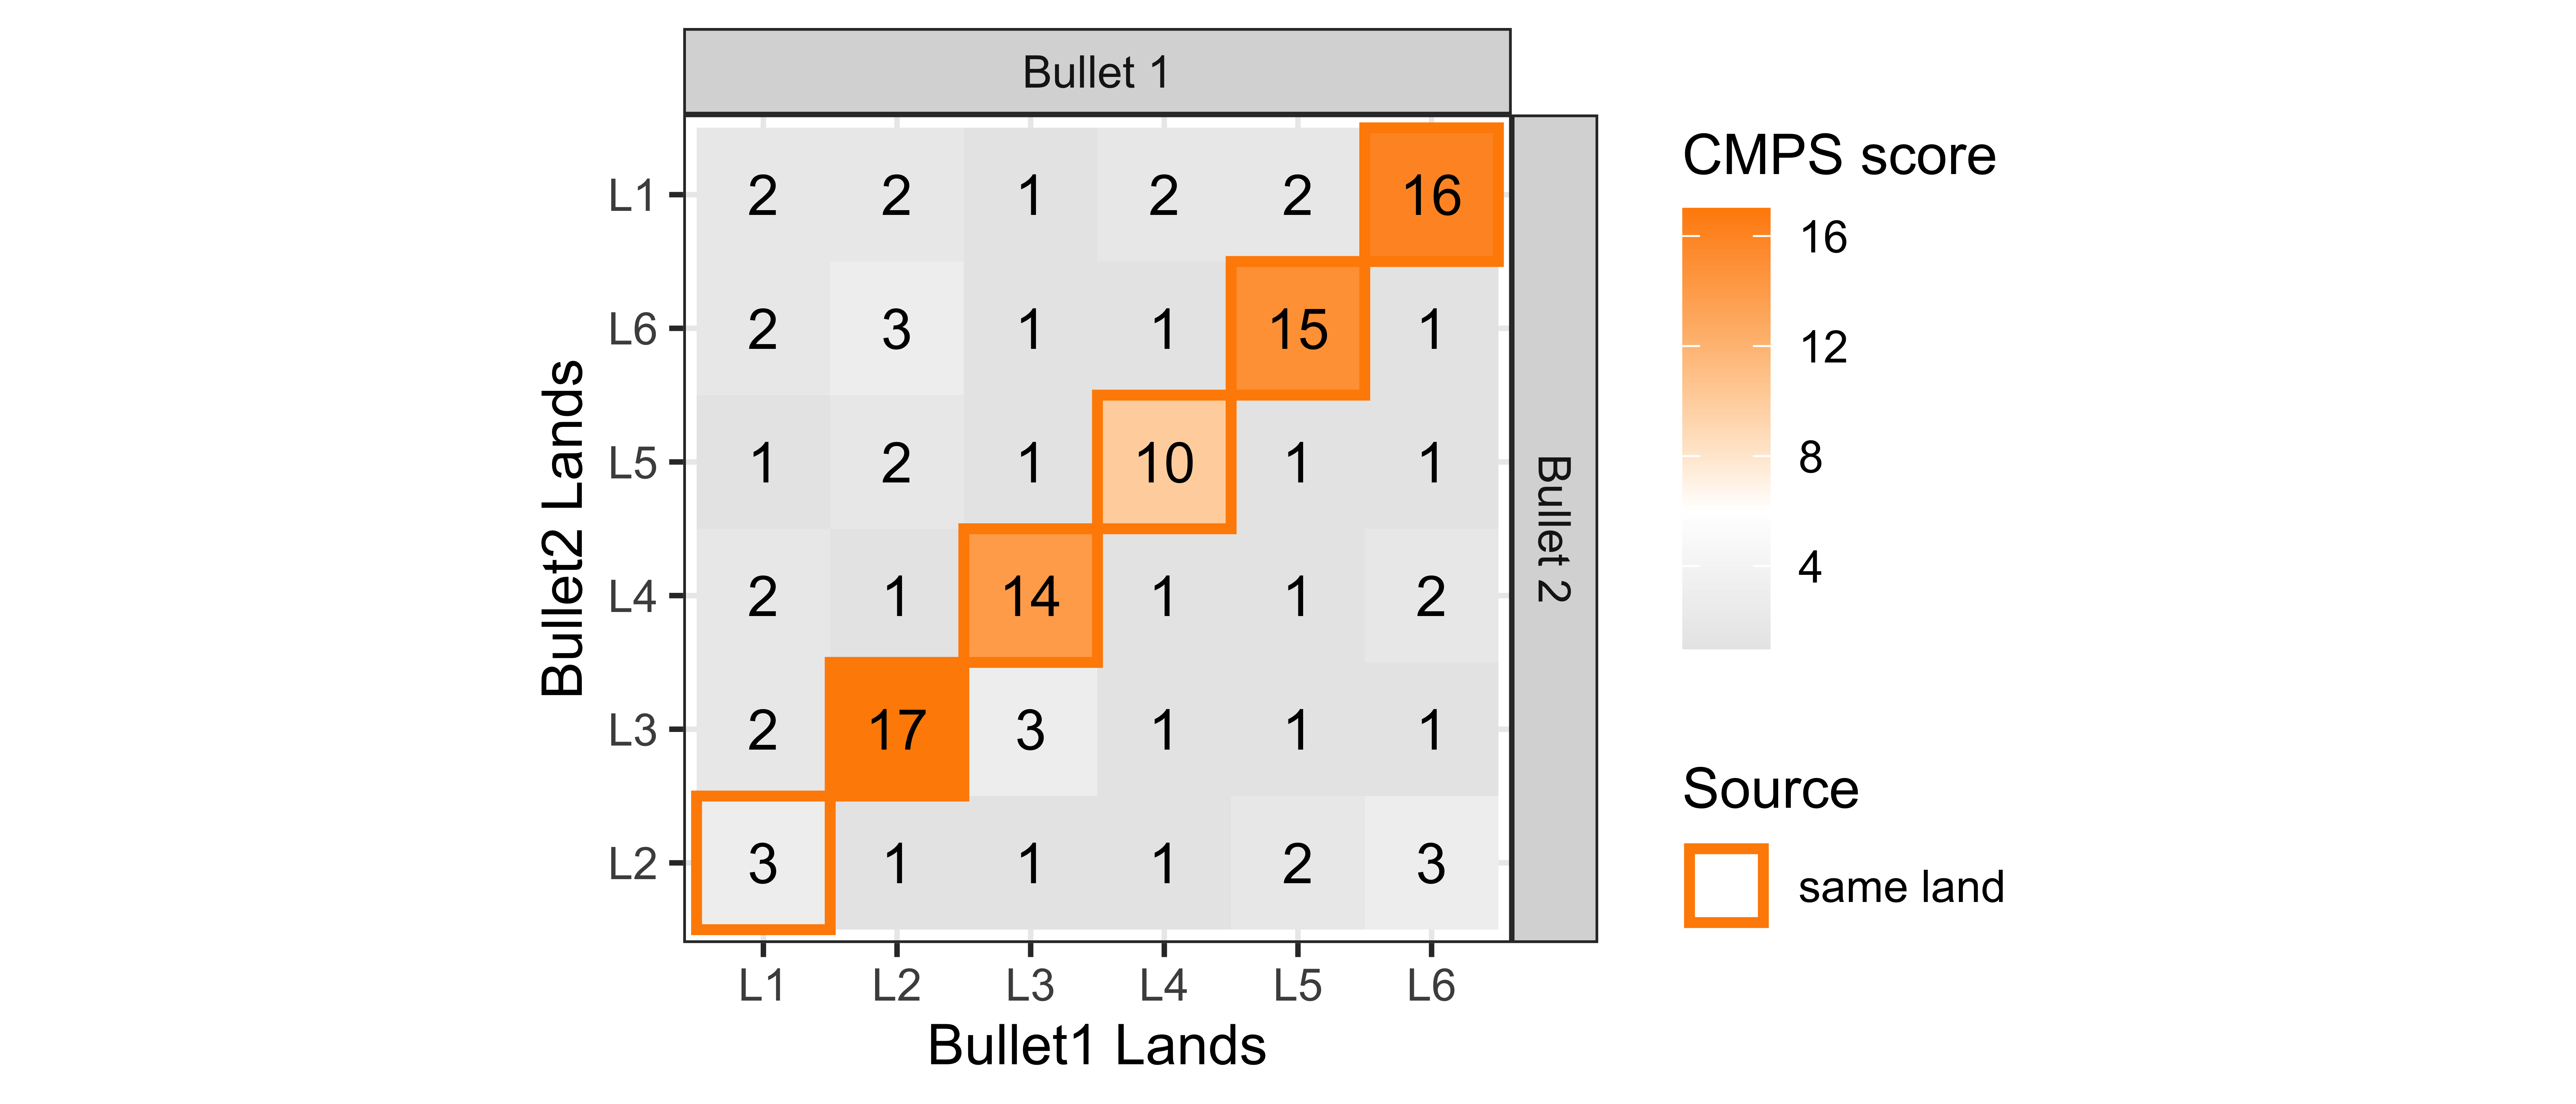 Bullet 1
CMPS score
16
12
8
4
Source
same land
Bullet 2
Bullet2 Lands
L1 2 2 1 2 2 16
L6 2 3 1 1 15 1
L5 1 2 1 10 1 1
L4 2 1 14 1 1 2
L3 2 17 3 1 1 1
L2 3 1 1 1 2 3
L1 L2 L3 L4 L5 L6
Bullet1 Lands